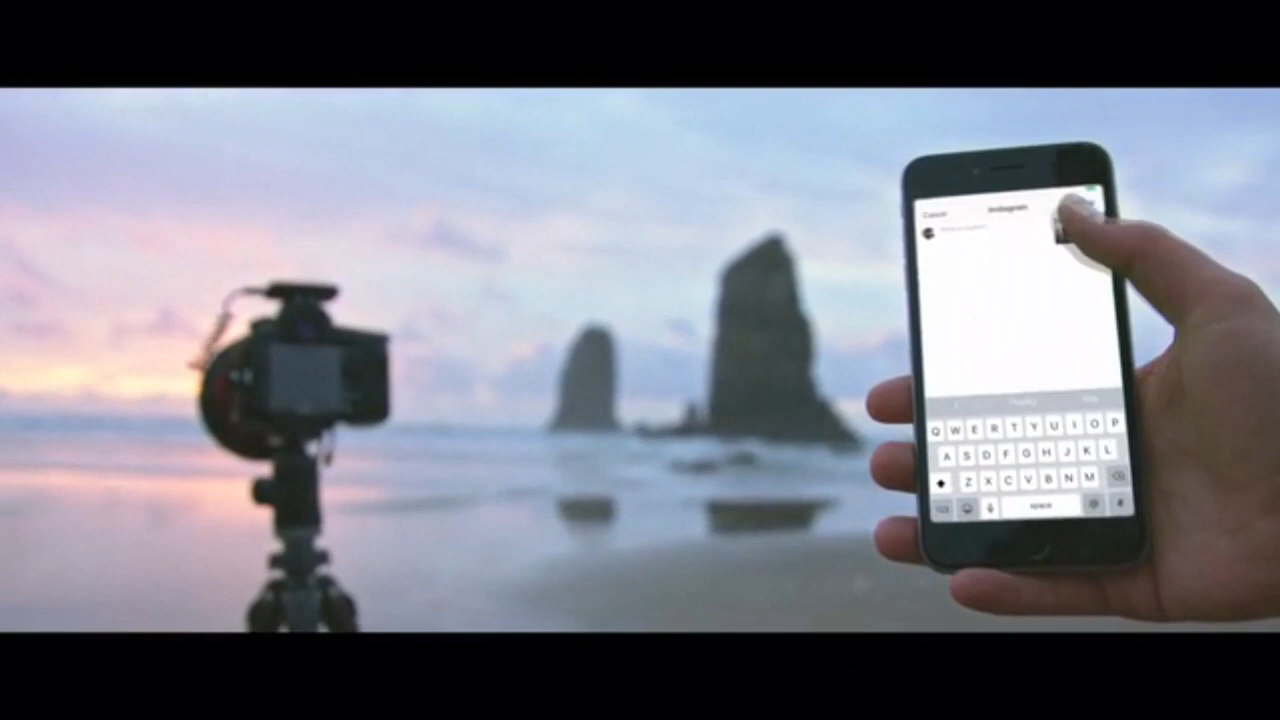 Cancel
Instagram
Q W E R T Y U I O P
A S D F G H J K L
Z X C V B N M
space
@ #